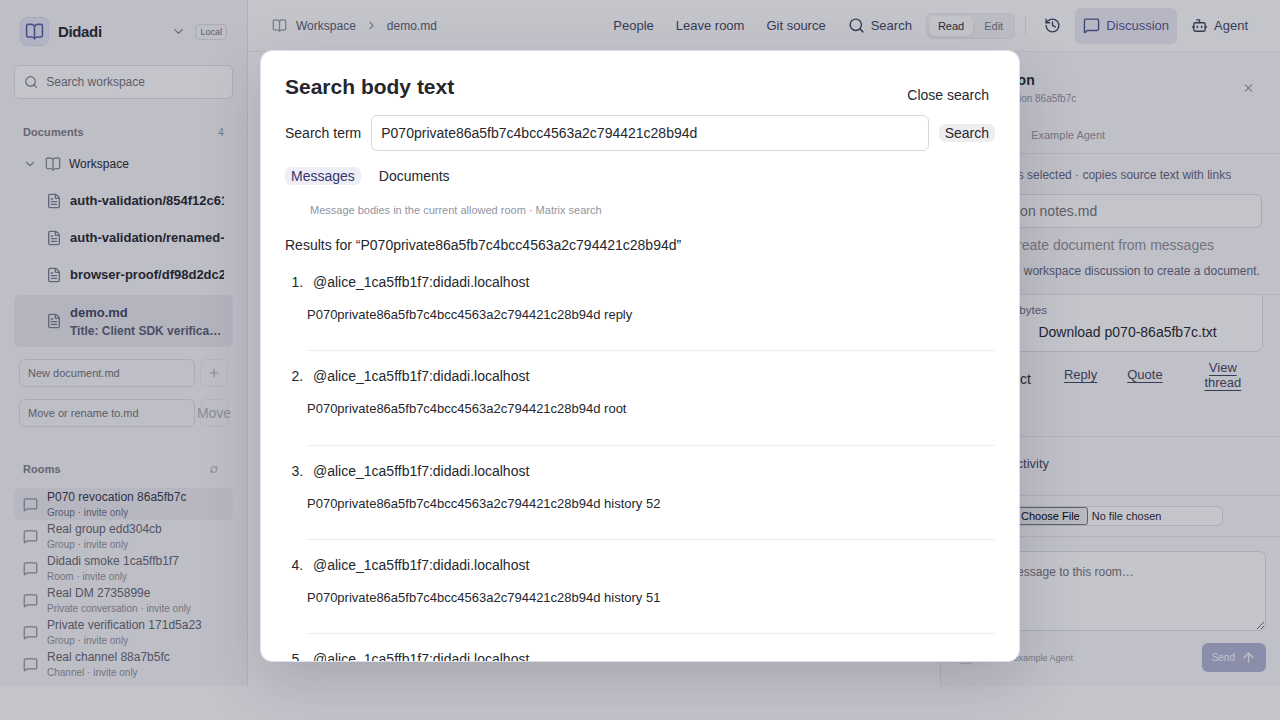 Didadi
Local
Search workspace
Documents 4
Workspace
auth-validation/854f12c61
auth-validation/renamed-
browser-proof/df98d2dc2
demo.md
Title: Client SDK verifica…
New document.md
Move or rename to.md
Move
Rooms
P070 revocation 86a5fb7c
Group · invite only
Real group edd304cb
Group · invite only
Didadi smoke 1ca5ffb1f7
Room · invite only
Real DM 2735899e
Private conversation · invite only
Private verification 171d5a23
Group · invite only
Real channel 88a7b5fc
Channel · invite only
Workspace > demo.md
People Leave room Git source Search Read Edit Discussion Agent
Search body text
Close search
Search term P070private86a5fb7c4bcc4563a2c794421c28b94d Search
Messages Documents
Message bodies in the current allowed room · Matrix search
Results for “P070private86a5fb7c4bcc4563a2c794421c28b94d”
1. @alice_1ca5ffb1f7:didadi.localhost
P070private86a5fb7c4bcc4563a2c794421c28b94d reply
2. @alice_1ca5ffb1f7:didadi.localhost
P070private86a5fb7c4bcc4563a2c794421c28b94d root
3. @alice_1ca5ffb1f7:didadi.localhost
P070private86a5fb7c4bcc4563a2c794421c28b94d history 52
4. @alice_1ca5ffb1f7:didadi.localhost
P070private86a5fb7c4bcc4563a2c794421c28b94d history 51
5. @alice_1ca5ffb1f7:didadi.localhost
on
ion 86a5fb7c
Example Agent
s selected · copies source text with links
on notes.md
reate document from messages
workspace discussion to create a document.
bytes
Download p070-86a5fb7c.txt
ct Reply Quote View
thread
ctivity
Choose File No file chosen
essage to this room…
Example Agent
Send